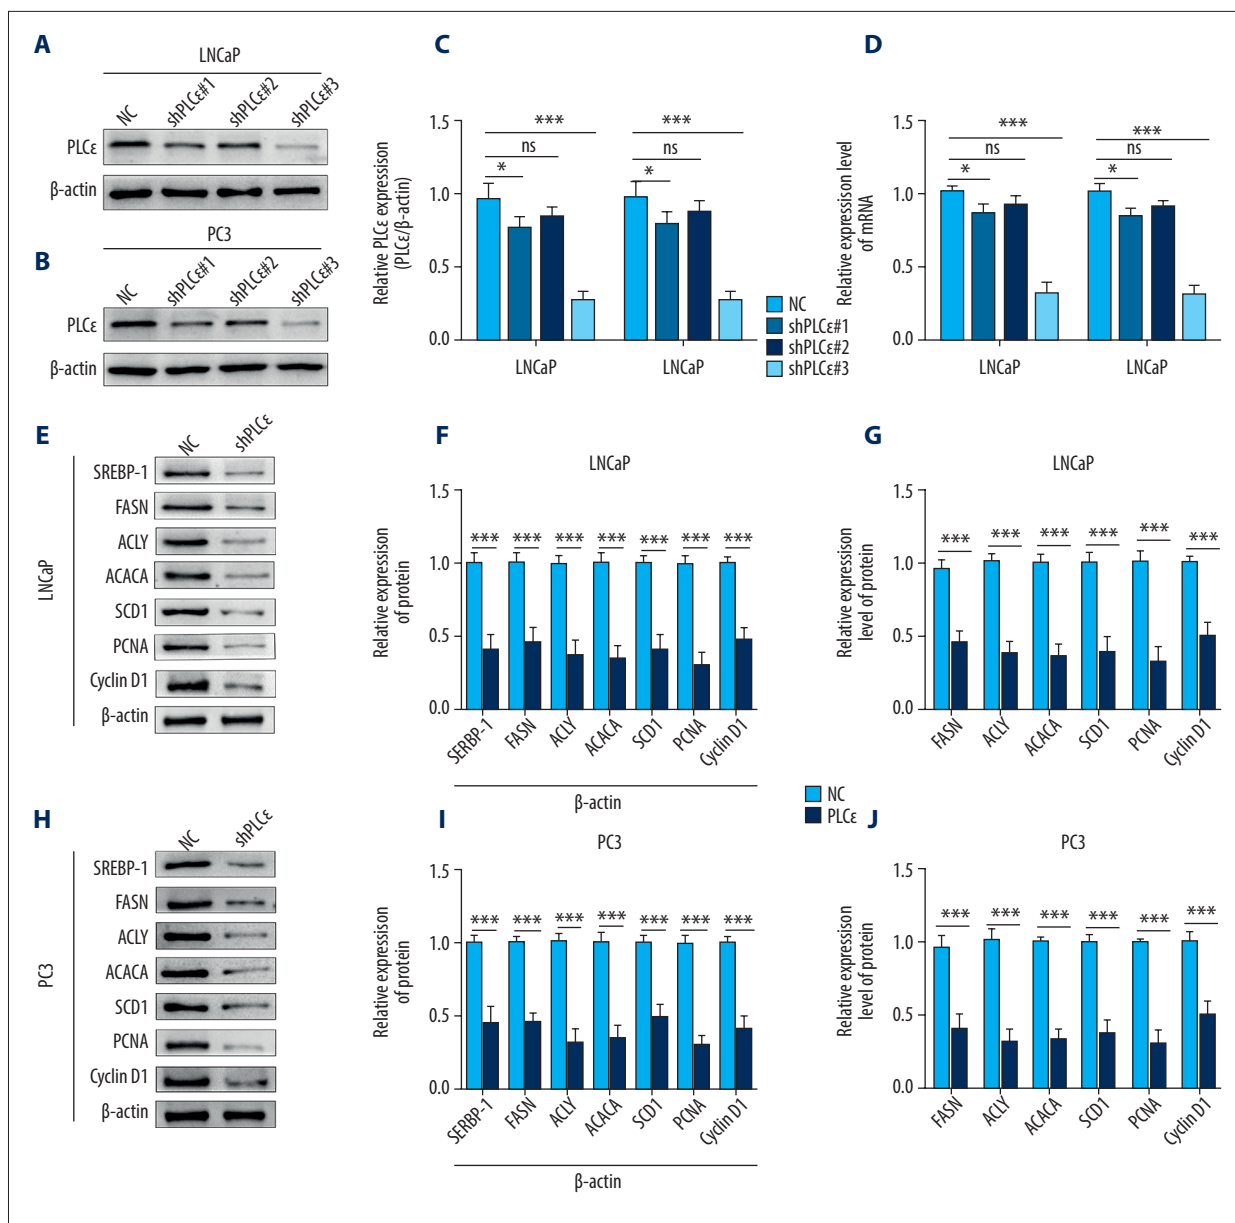 A
LNCaP
NC
shPLCε#1
shPLCε#2
shPLCε#3
PLCε
β-actin
B
PC3
NC
shPLCε#1
shPLCε#2
shPLCε#3
PLCε
β-actin
C
Relative PLCε expression
(PLCε/β-actin)
1.5
1.0
0.5
0.0
***
ns
*
***
ns
*
LNCaP
LNCaP
NC
shPLCε#1
shPLCε#2
shPLCε#3
D
Relative expression level
of mRNA
1.5
1.0
0.5
0.0
***
ns
*
***
ns
*
LNCaP
LNCaP
E
LNCaP
NC
shPLCε
SREBP-1
FASN
ACLY
ACACA
SCD1
PCNA
Cyclin D1
β-actin
F
LNCaP
Relative expressison
of protein
1.5
1.0
0.5
0.0
*** *** *** *** *** *** ***
SERBP-1
FASN
ACLY
ACACA
SCD1
PCNA
Cyclin D1
β-actin
G
LNCaP
Relative expression
level of protein
1.5
1.0
0.5
0.0
*** *** *** *** *** ***
FASN
ACLY
ACACA
SCD1
PCNA
Cyclin D1
NC
PLCε
H
PC3
NC
shPLCε
SREBP-1
FASN
ACLY
ACACA
SCD1
PCNA
Cyclin D1
β-actin
I
PC3
Relative expressison
of protein
1.5
1.0
0.5
0.0
*** *** *** *** *** *** ***
SERBP-1
FASN
ACLY
ACACA
SCD1
PCNA
Cyclin D1
β-actin
J
PC3
Relative expression
level of protein
1.5
1.0
0.5
0.0
*** *** *** *** *** ***
FASN
ACLY
ACACA
SCD1
PCNA
Cyclin D1